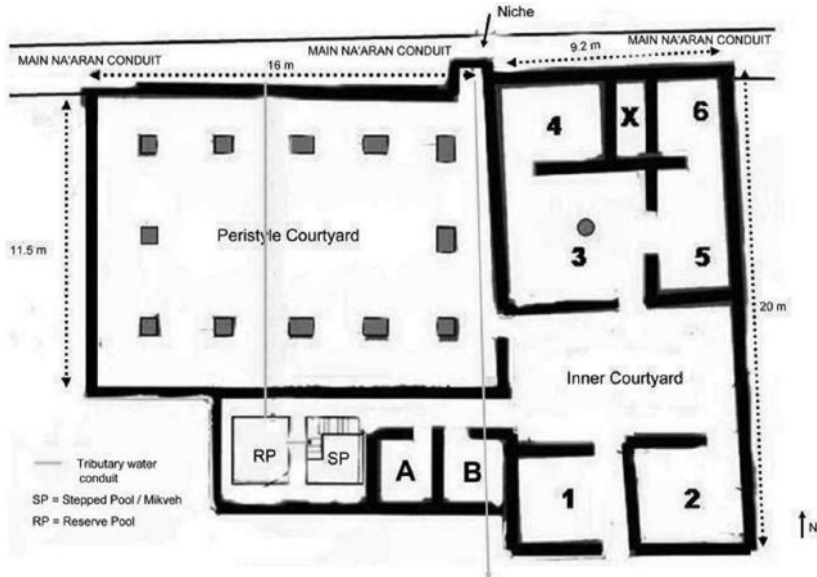 Niche
MAIN NA'ARAN CONDUIT
MAIN NA'ARAN CONDUIT
9.2 m
MAIN NA'ARAN CONDUIT
16 m
4
X
6
11.5 m
Peristyle Courtyard
3
5
20 m
Inner Courtyard
RP
SP
A
B
1
2
Tributary water
conduit
SP = Stepped Pool / Mikveh
RP = Reserve Pool
N